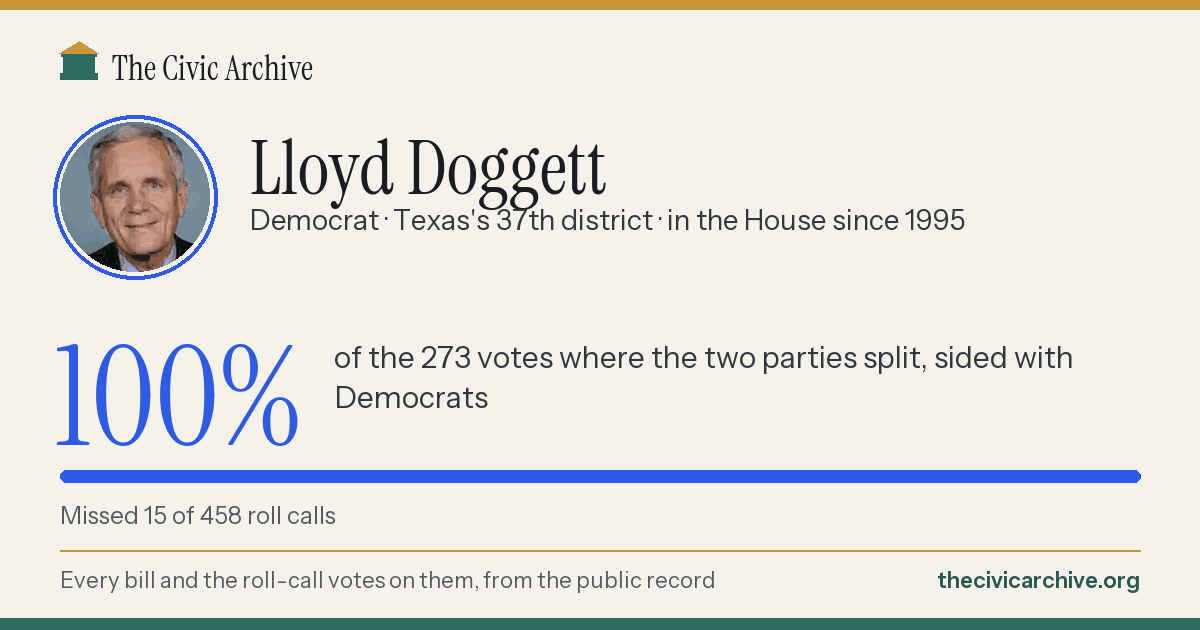 The Civic Archive
Lloyd Doggett
Democrat · Texas's 37th district · in the House since 1995
100%
of the 273 votes where the two parties split, sided with
Democrats
Missed 15 of 458 roll calls
Every bill and the roll-call votes on them, from the public record
thecivicarchive.org